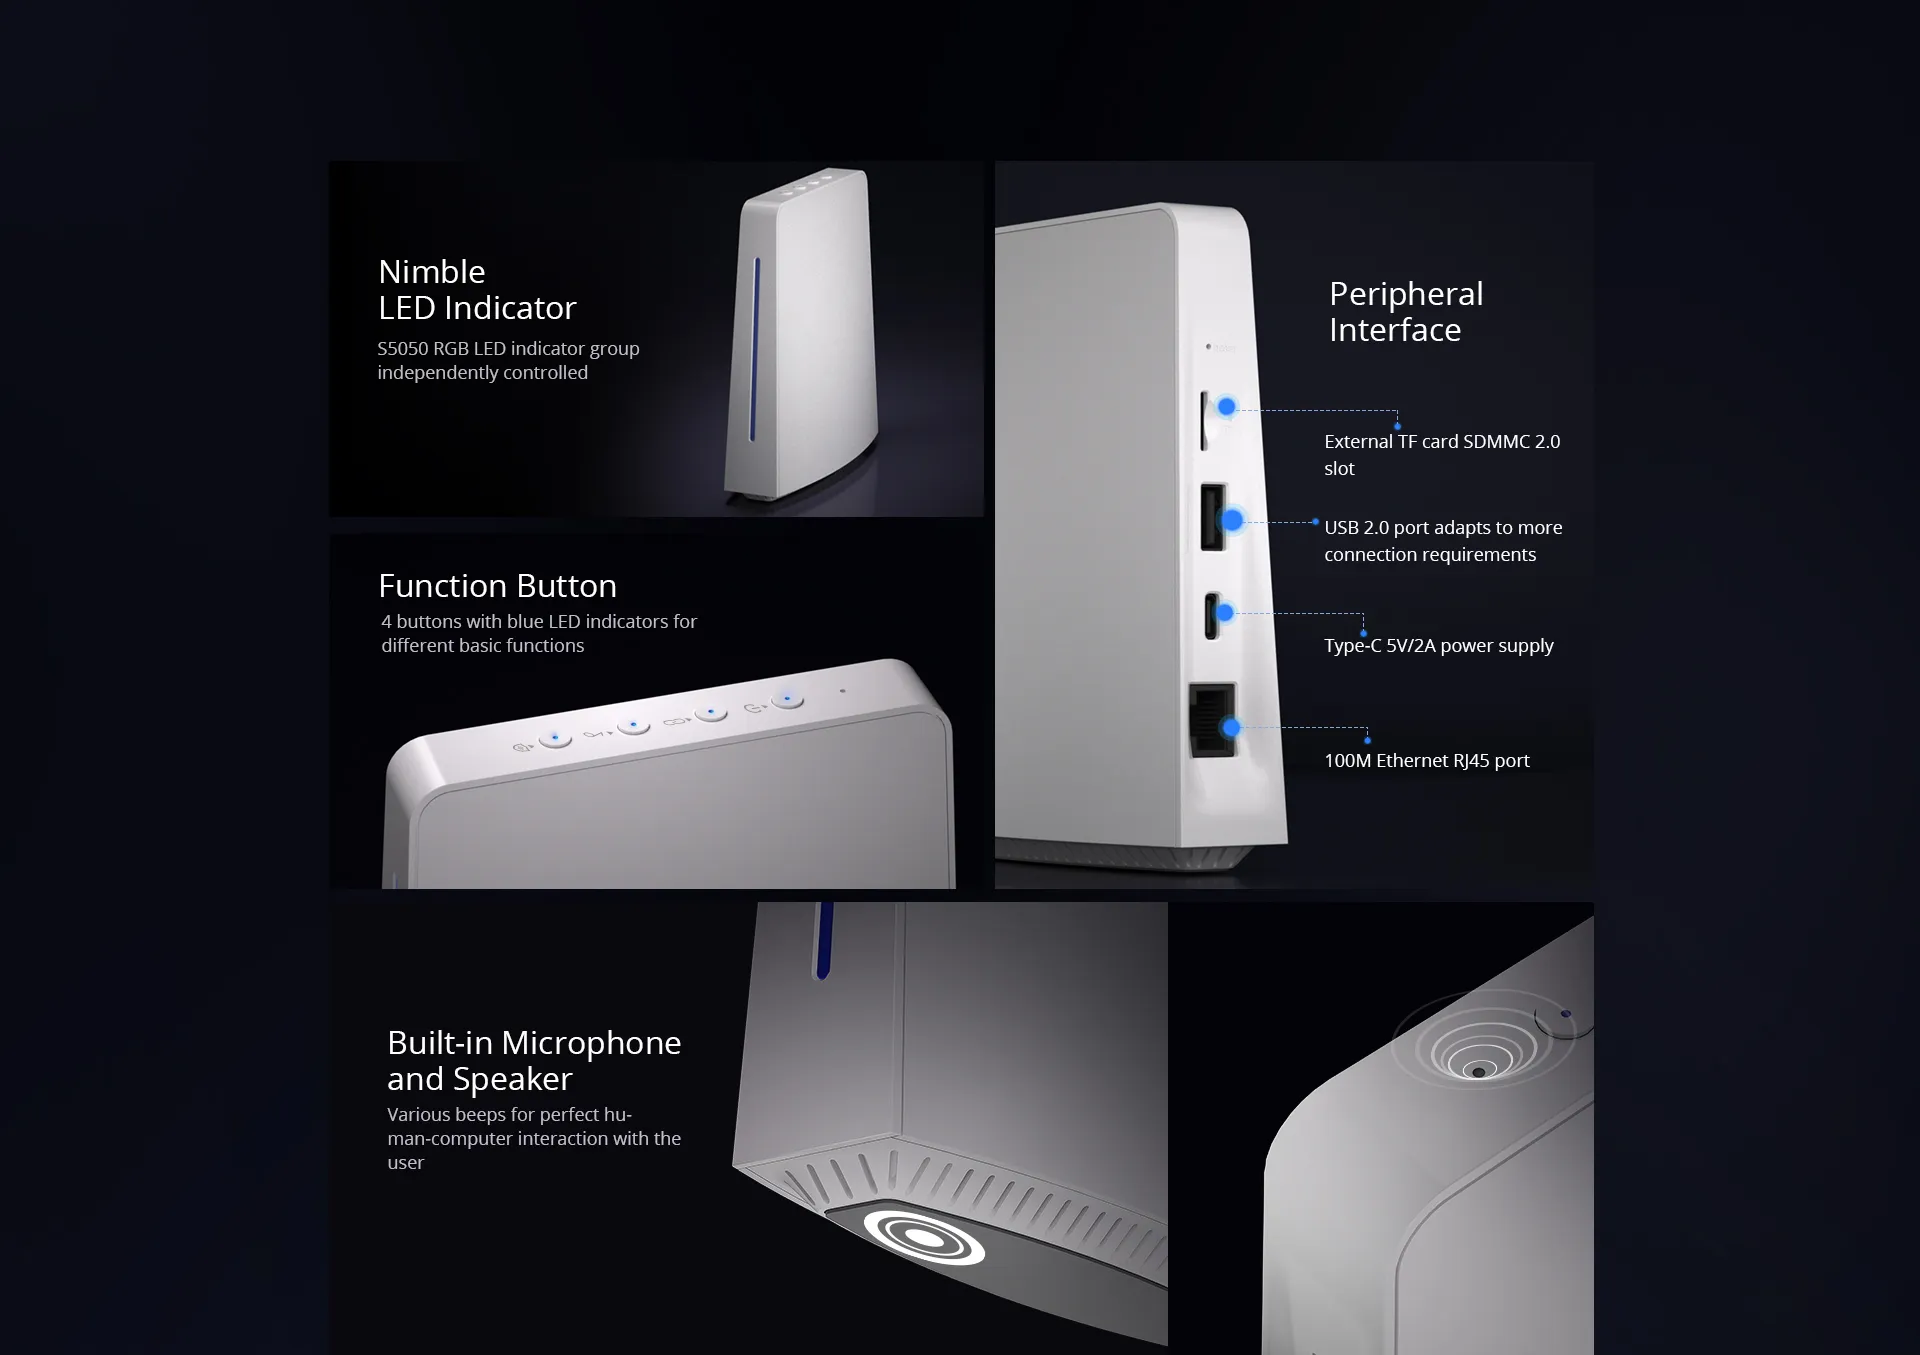 Nimble
LED Indicator
S5050 RGB LED indicator group
independently controlled
Function Button
4 buttons with blue LED indicators for
different basic functions
Peripheral
Interface
External TF card SDMMC 2.0
slot
USB 2.0 port adapts to more
connection requirements
Type-C 5V/2A power supply
100M Ethernet RJ45 port
Built-in Microphone
and Speaker
Various beeps for perfect hu-
man-computer interaction with the
user